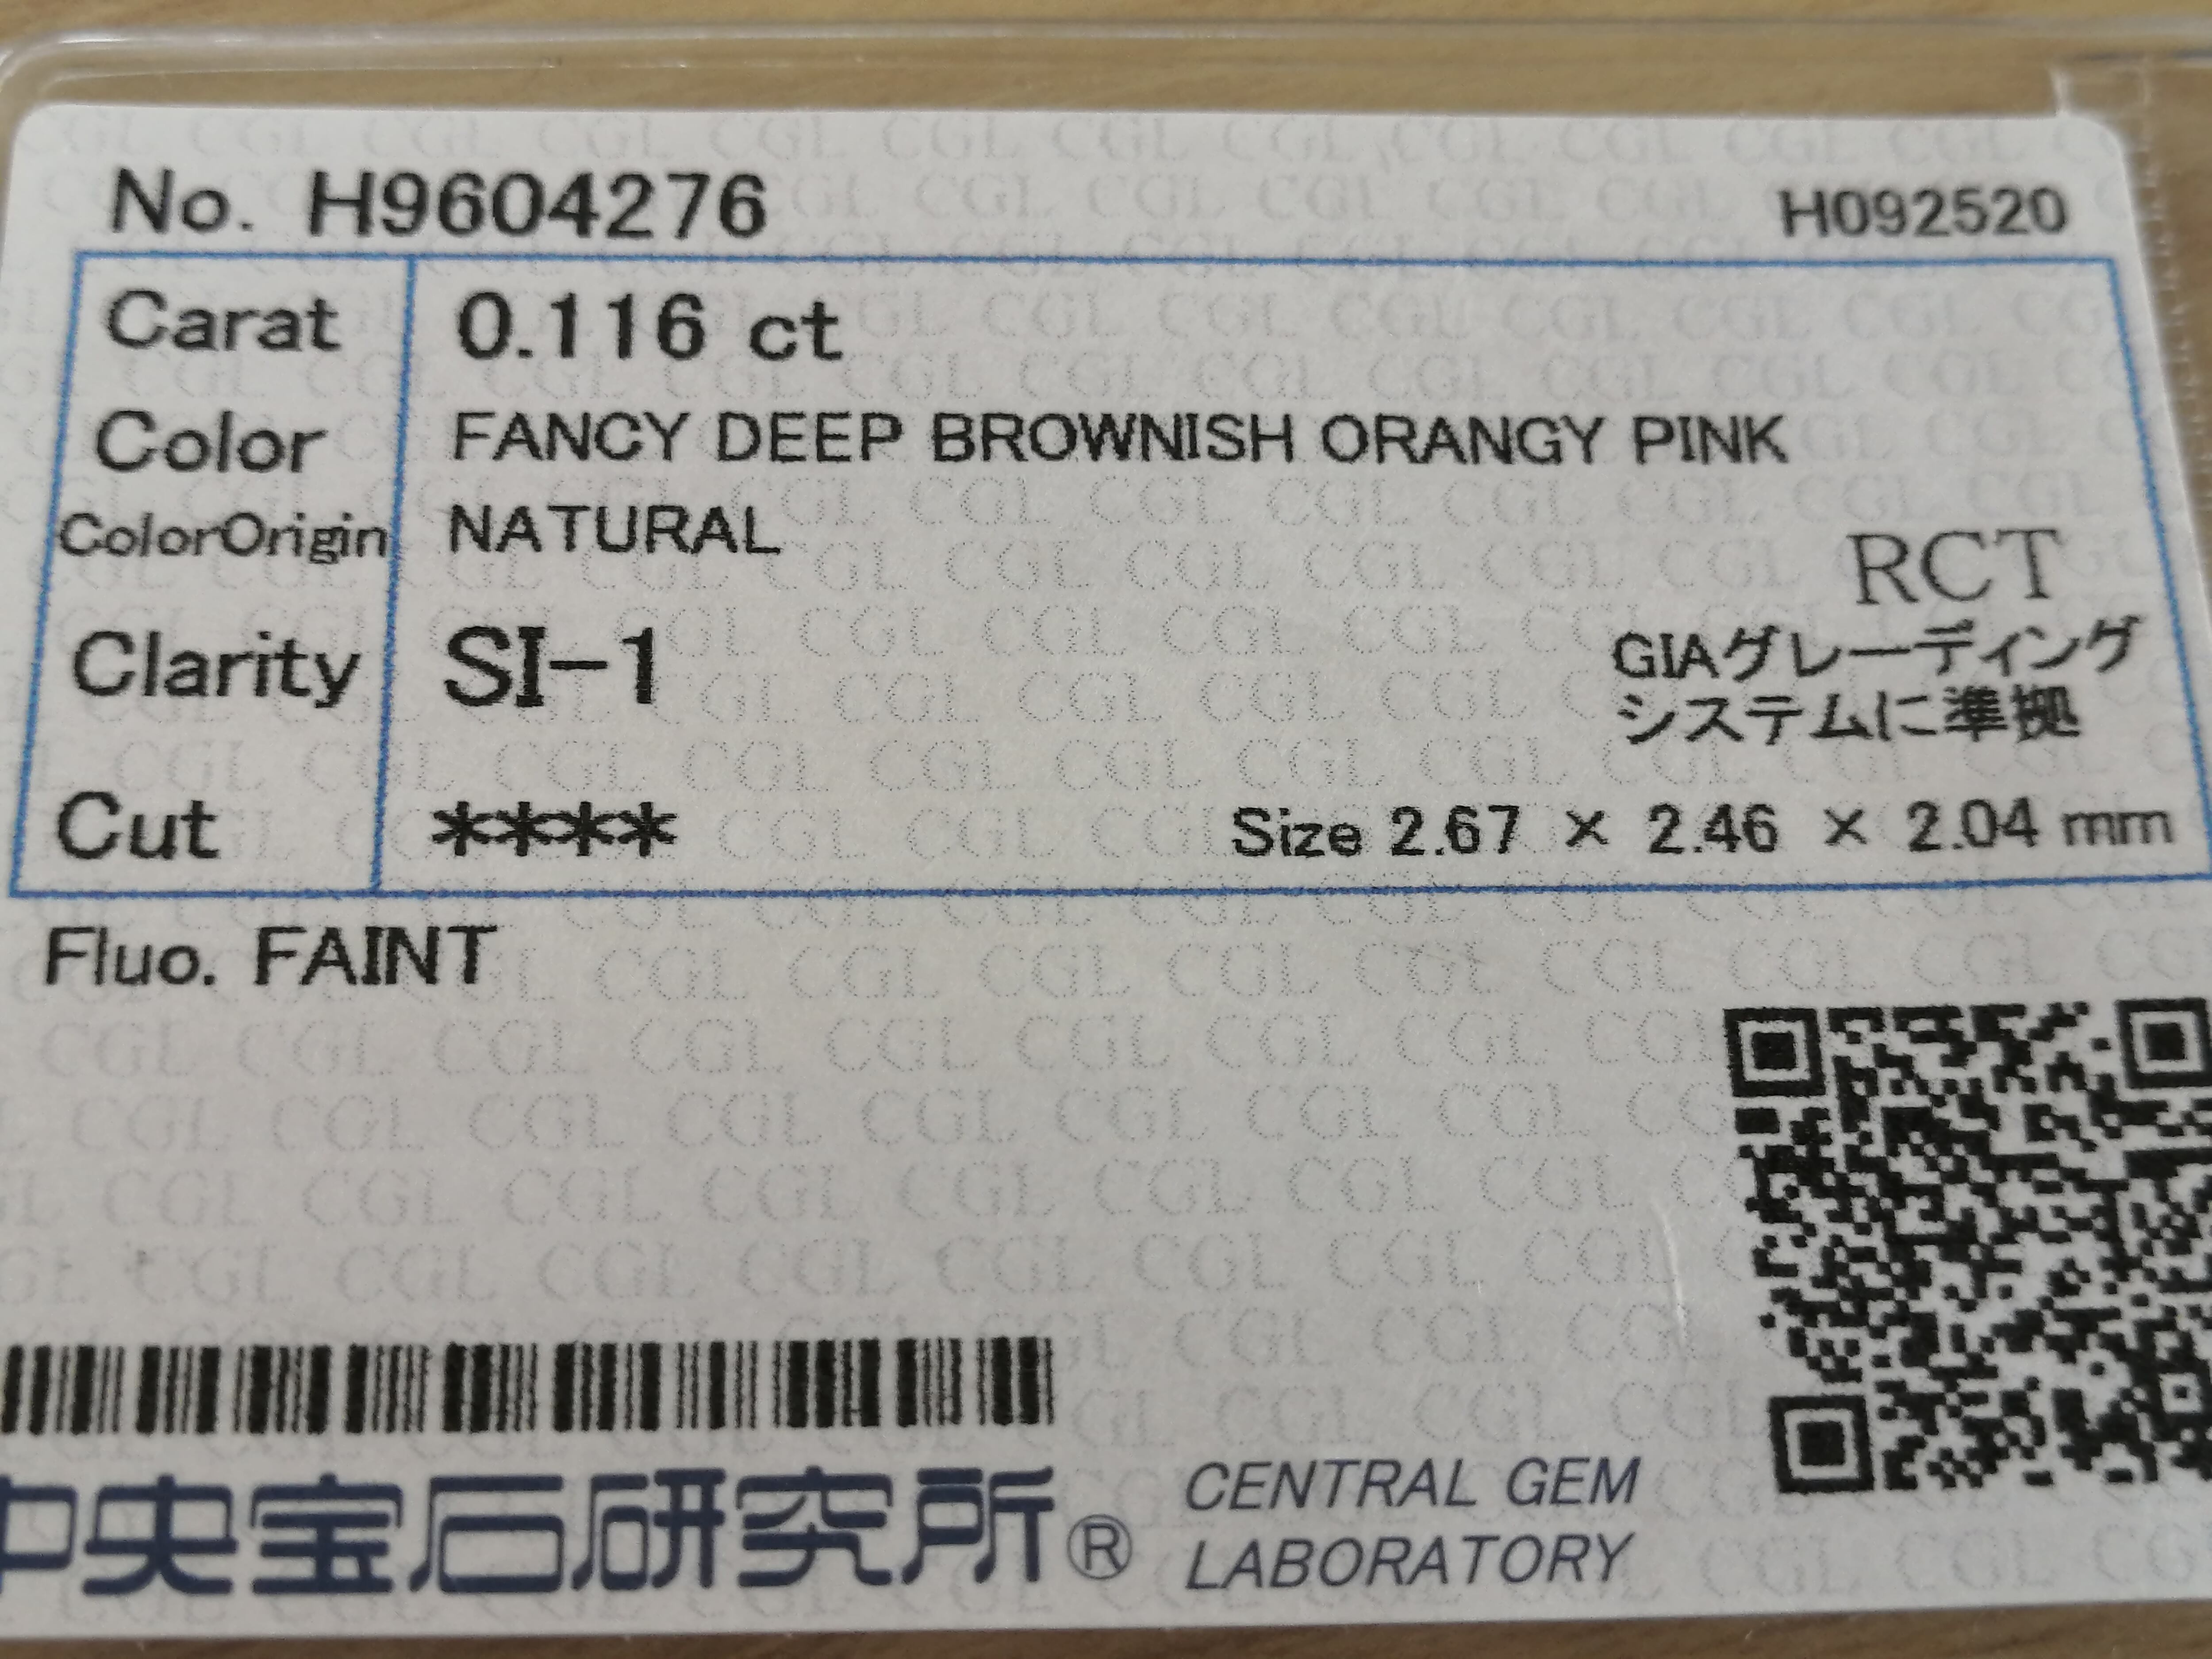 No. H9604276 H092520
Carat 0.116 ct
Color FANCY DEEP BROWNISH ORANGY PINK
ColorOrigin NATURAL
RCT
Clarity SI-1
GIAグレーディング
システムに準拠
Cut **** Size 2.67 × 2.46 × 2.04 mm
Fluo. FAINT
中央宝石研究所® CENTRAL GEM
LABORATORY